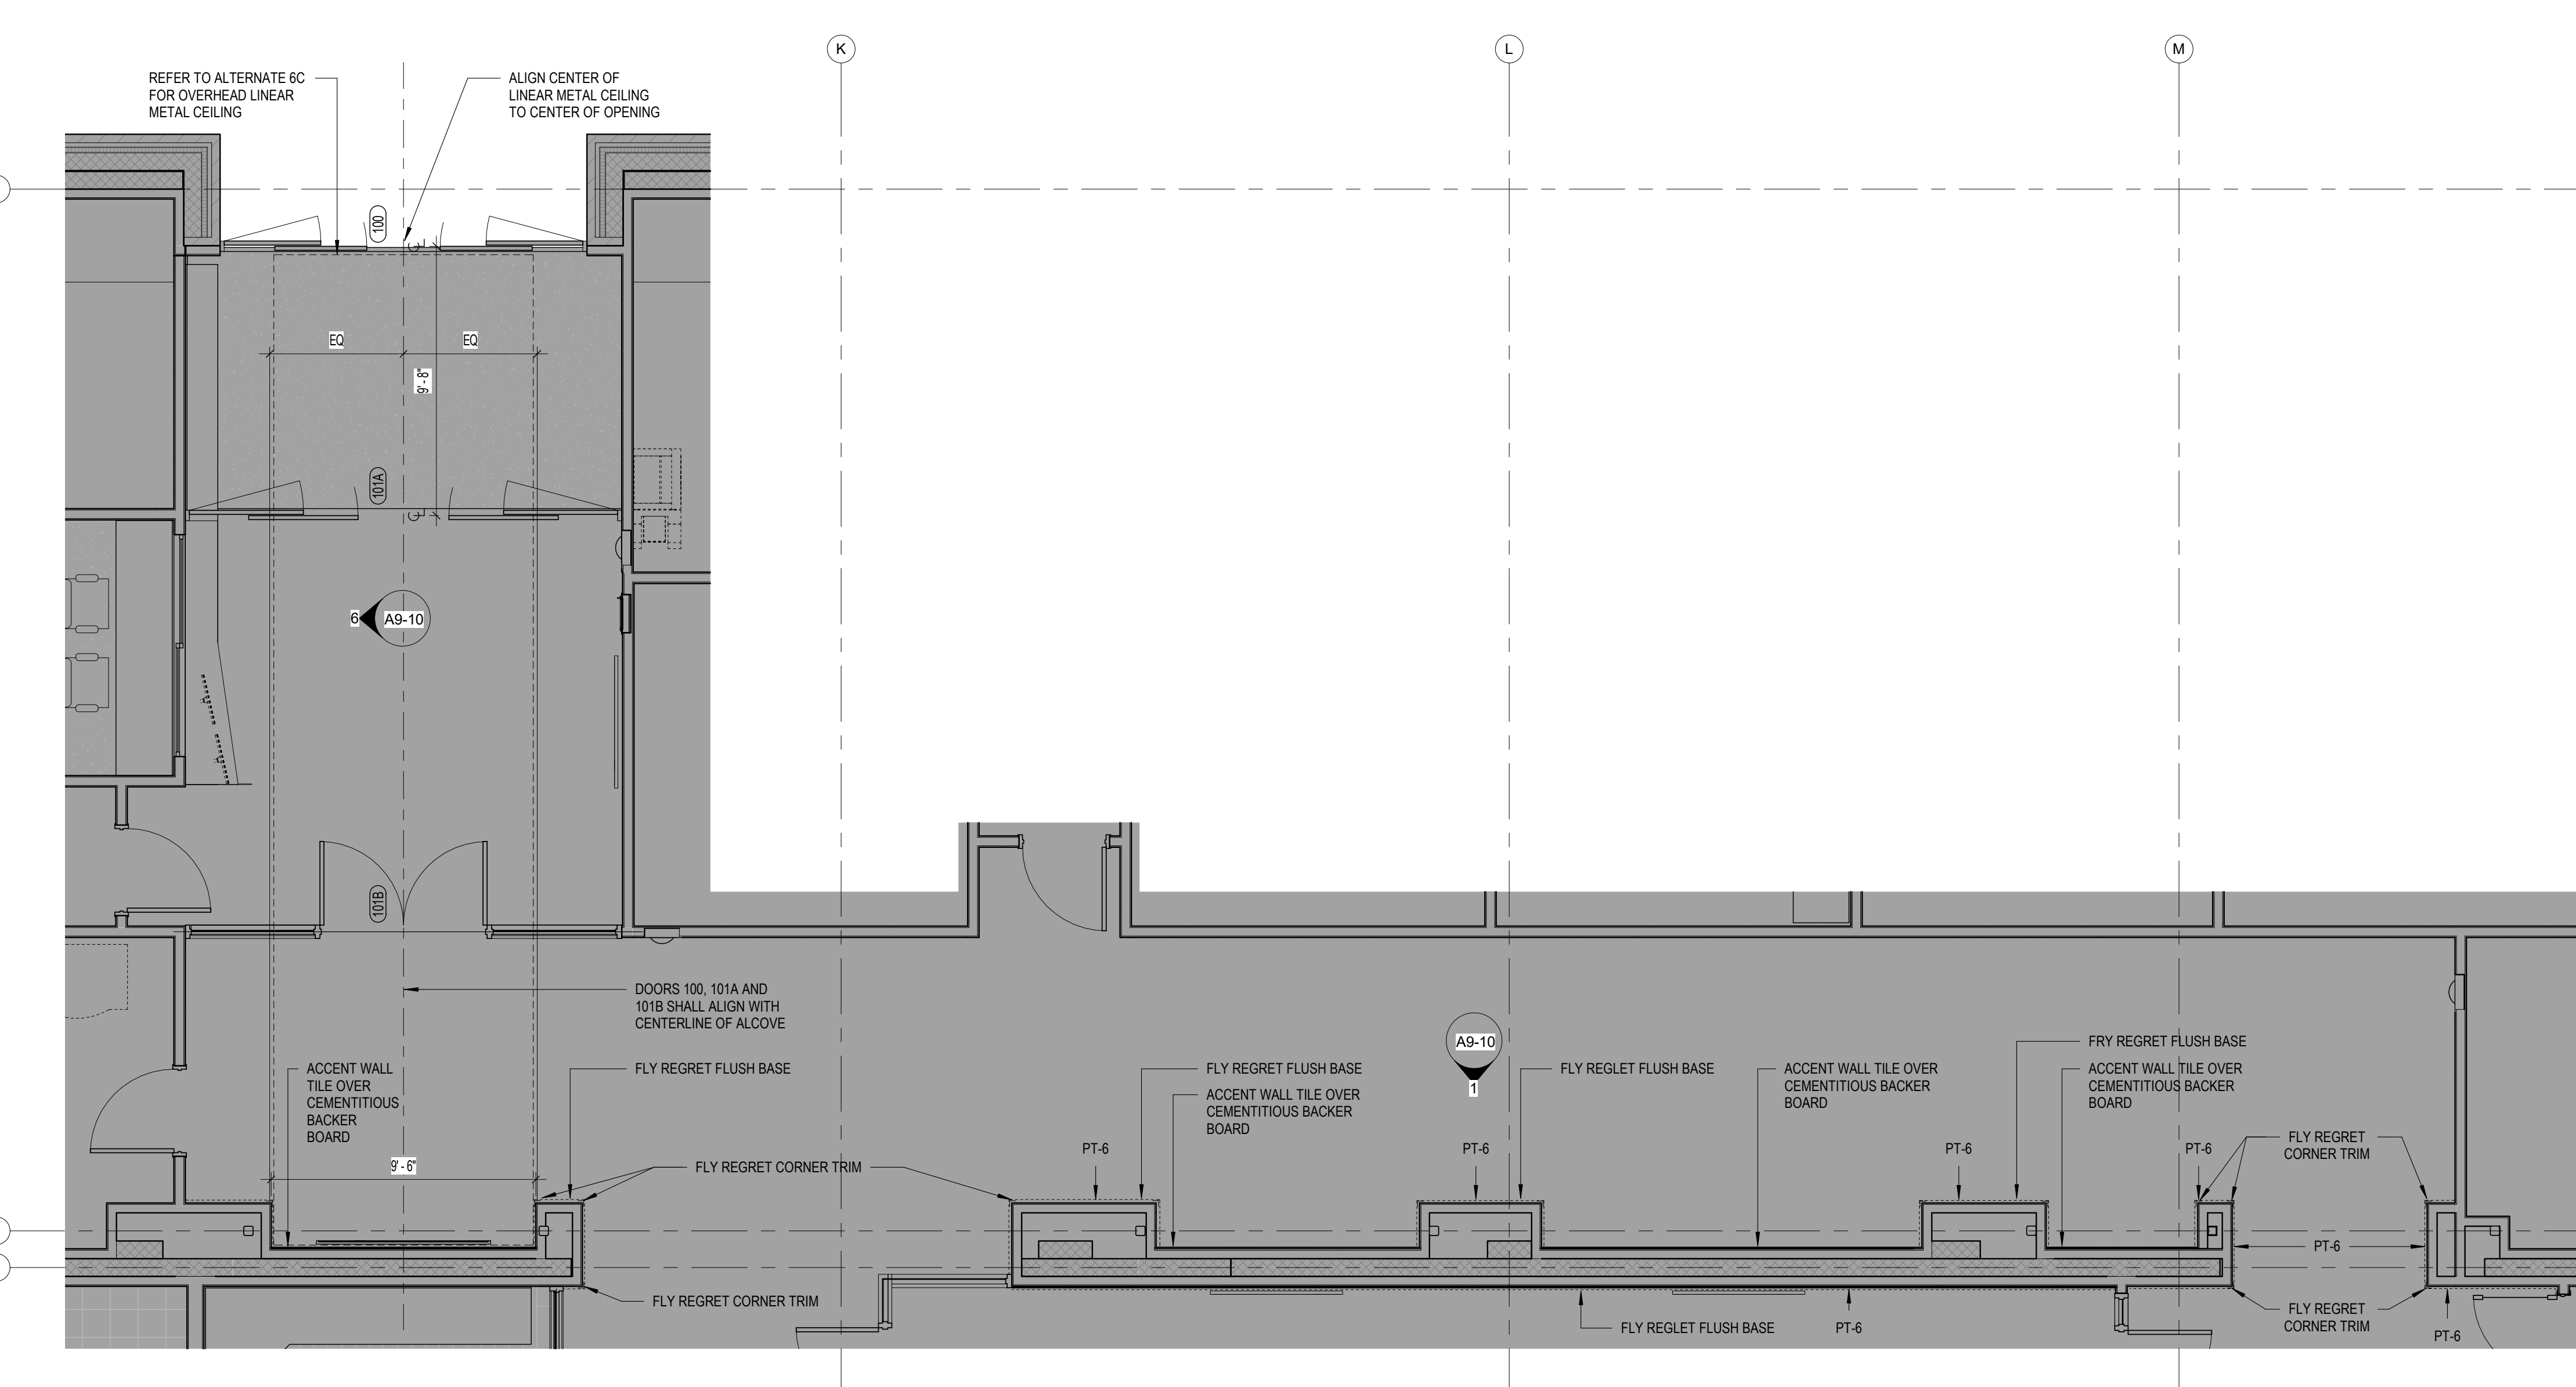 K
L
M
REFER TO ALTERNATE 6C
FOR OVERHEAD LINEAR
METAL CEILING
ALIGN CENTER OF
LINEAR METAL CEILING
TO CENTER OF OPENING
100
CL
EQ
EQ
9' - 8"
101A
CL
6
A9-10
101B
DOORS 100, 101A AND
101B SHALL ALIGN WITH
CENTERLINE OF ALCOVE
ACCENT WALL
TILE OVER
CEMENTITIOUS
BACKER
BOARD
FLY REGRET FLUSH BASE
9' - 6"
FLY REGRET CORNER TRIM
FLY REGRET CORNER TRIM
FLY REGRET FLUSH BASE
ACCENT WALL TILE OVER
CEMENTITIOUS BACKER
BOARD
PT-6
A9-10
1
PT-6
FLY REGLET FLUSH BASE
ACCENT WALL TILE OVER
CEMENTITIOUS BACKER
BOARD
FRY REGRET FLUSH BASE
ACCENT WALL TILE OVER
CEMENTITIOUS BACKER
BOARD
PT-6
PT-6
FLY REGRET
CORNER TRIM
PT-6
FLY REGLET FLUSH BASE
PT-6
FLY REGRET
CORNER TRIM
PT-6